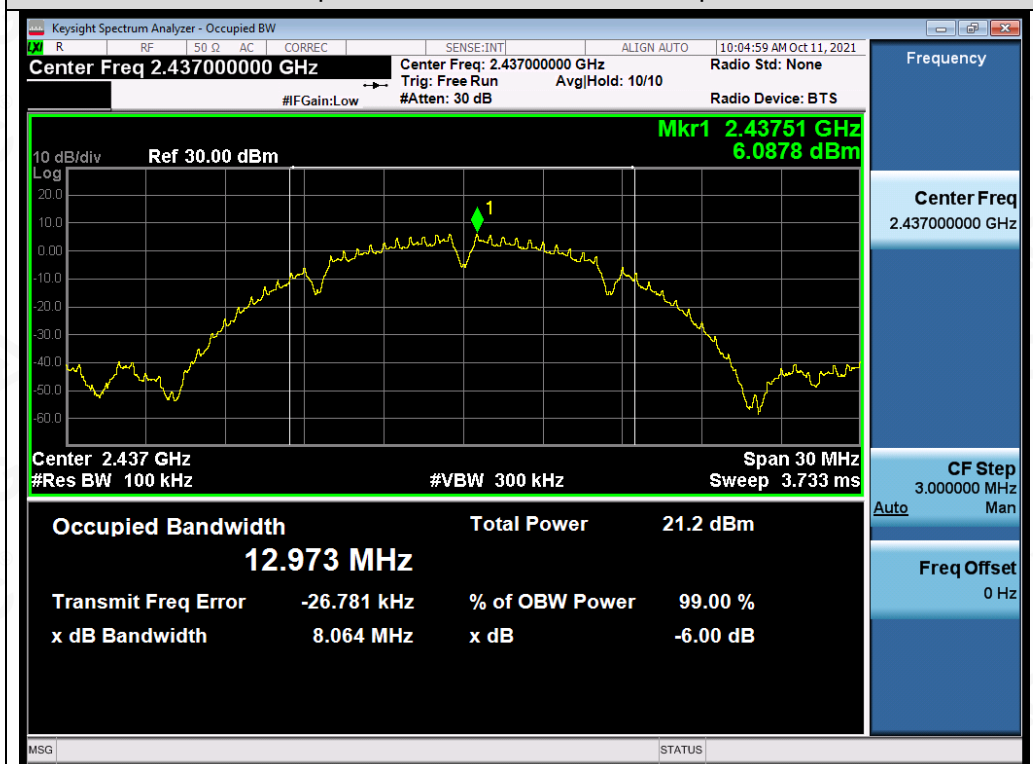 Keysight Spectrum Analyzer - Occupied BW
LXI R RF 50 Ω AC CORREC SENSE:INT ALIGN AUTO 10:04:59 AM Oct 11, 2021
Center Freq 2.437000000 GHz Center Freq: 2.437000000 GHz Radio Std: None
Trig: Free Run Avg|Hold: 10/10
#IFGain:Low #Atten: 30 dB Radio Device: BTS
Mkr1 2.43751 GHz
10 dB/div Ref 30.00 dBm 6.0878 dBm
Log
20.0
1
10.0
0.00
-10.0
-20.0
-30.0
-40.0
-50.0
-60.0
Center 2.437 GHz Span 30 MHz
#Res BW 100 kHz #VBW 300 kHz Sweep 3.733 ms
Occupied Bandwidth Total Power 21.2 dBm
12.973 MHz
Transmit Freq Error -26.781 kHz % of OBW Power 99.00 %
x dB Bandwidth 8.064 MHz x dB -6.00 dB
MSG STATUS
Frequency
Center Freq
2.437000000 GHz
CF Step
3.000000 MHz
Auto Man
Freq Offset
0 Hz